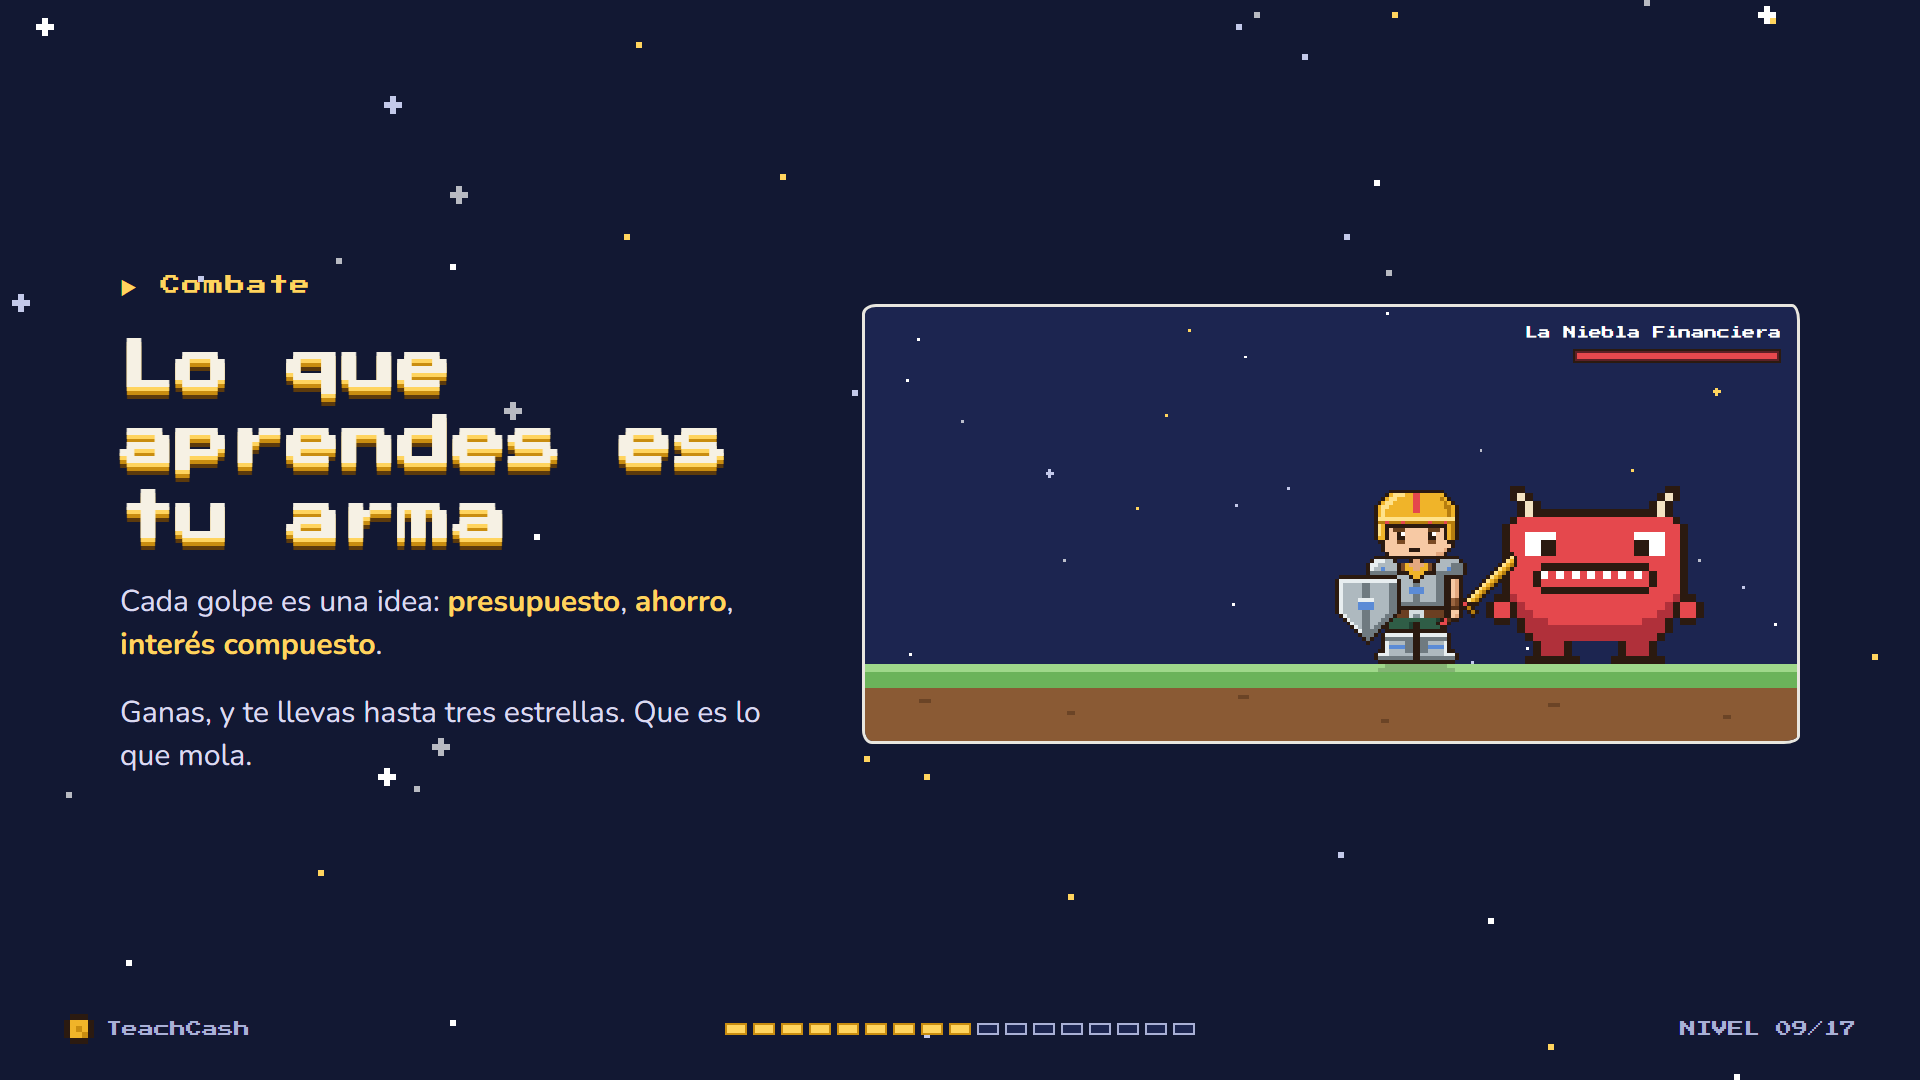 Combate
Lo que
aprendes es
tu arma
Cada golpe es una idea: presupuesto, ahorro,
interés compuesto.
Ganas, y te llevas hasta tres estrellas. Que es lo
que mola.
La Niebla Financiera
TeachCash
NIVEL 09/17